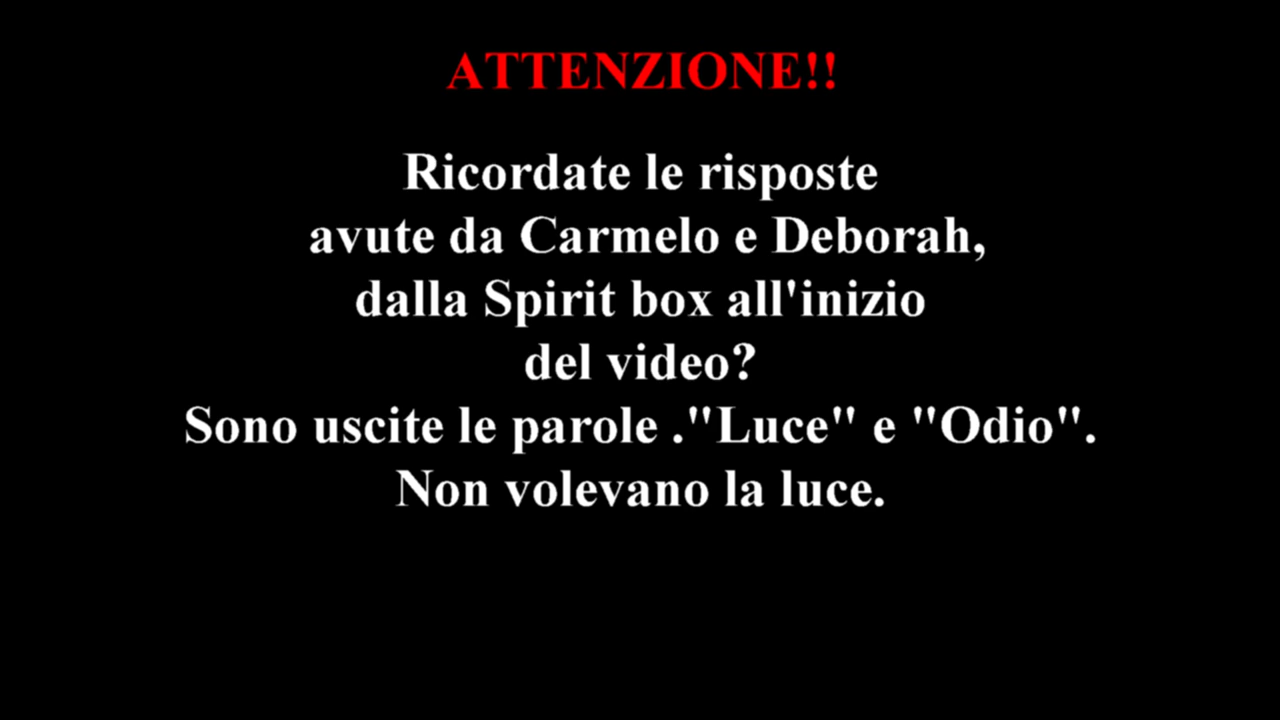 ATTENZIONE!!
Ricordate le risposte
avute da Carmelo e Deborah,
dalla Spirit box all'inizio
del video?
Sono uscite le parole ."Luce" e "Odio".
Non volevano la luce.